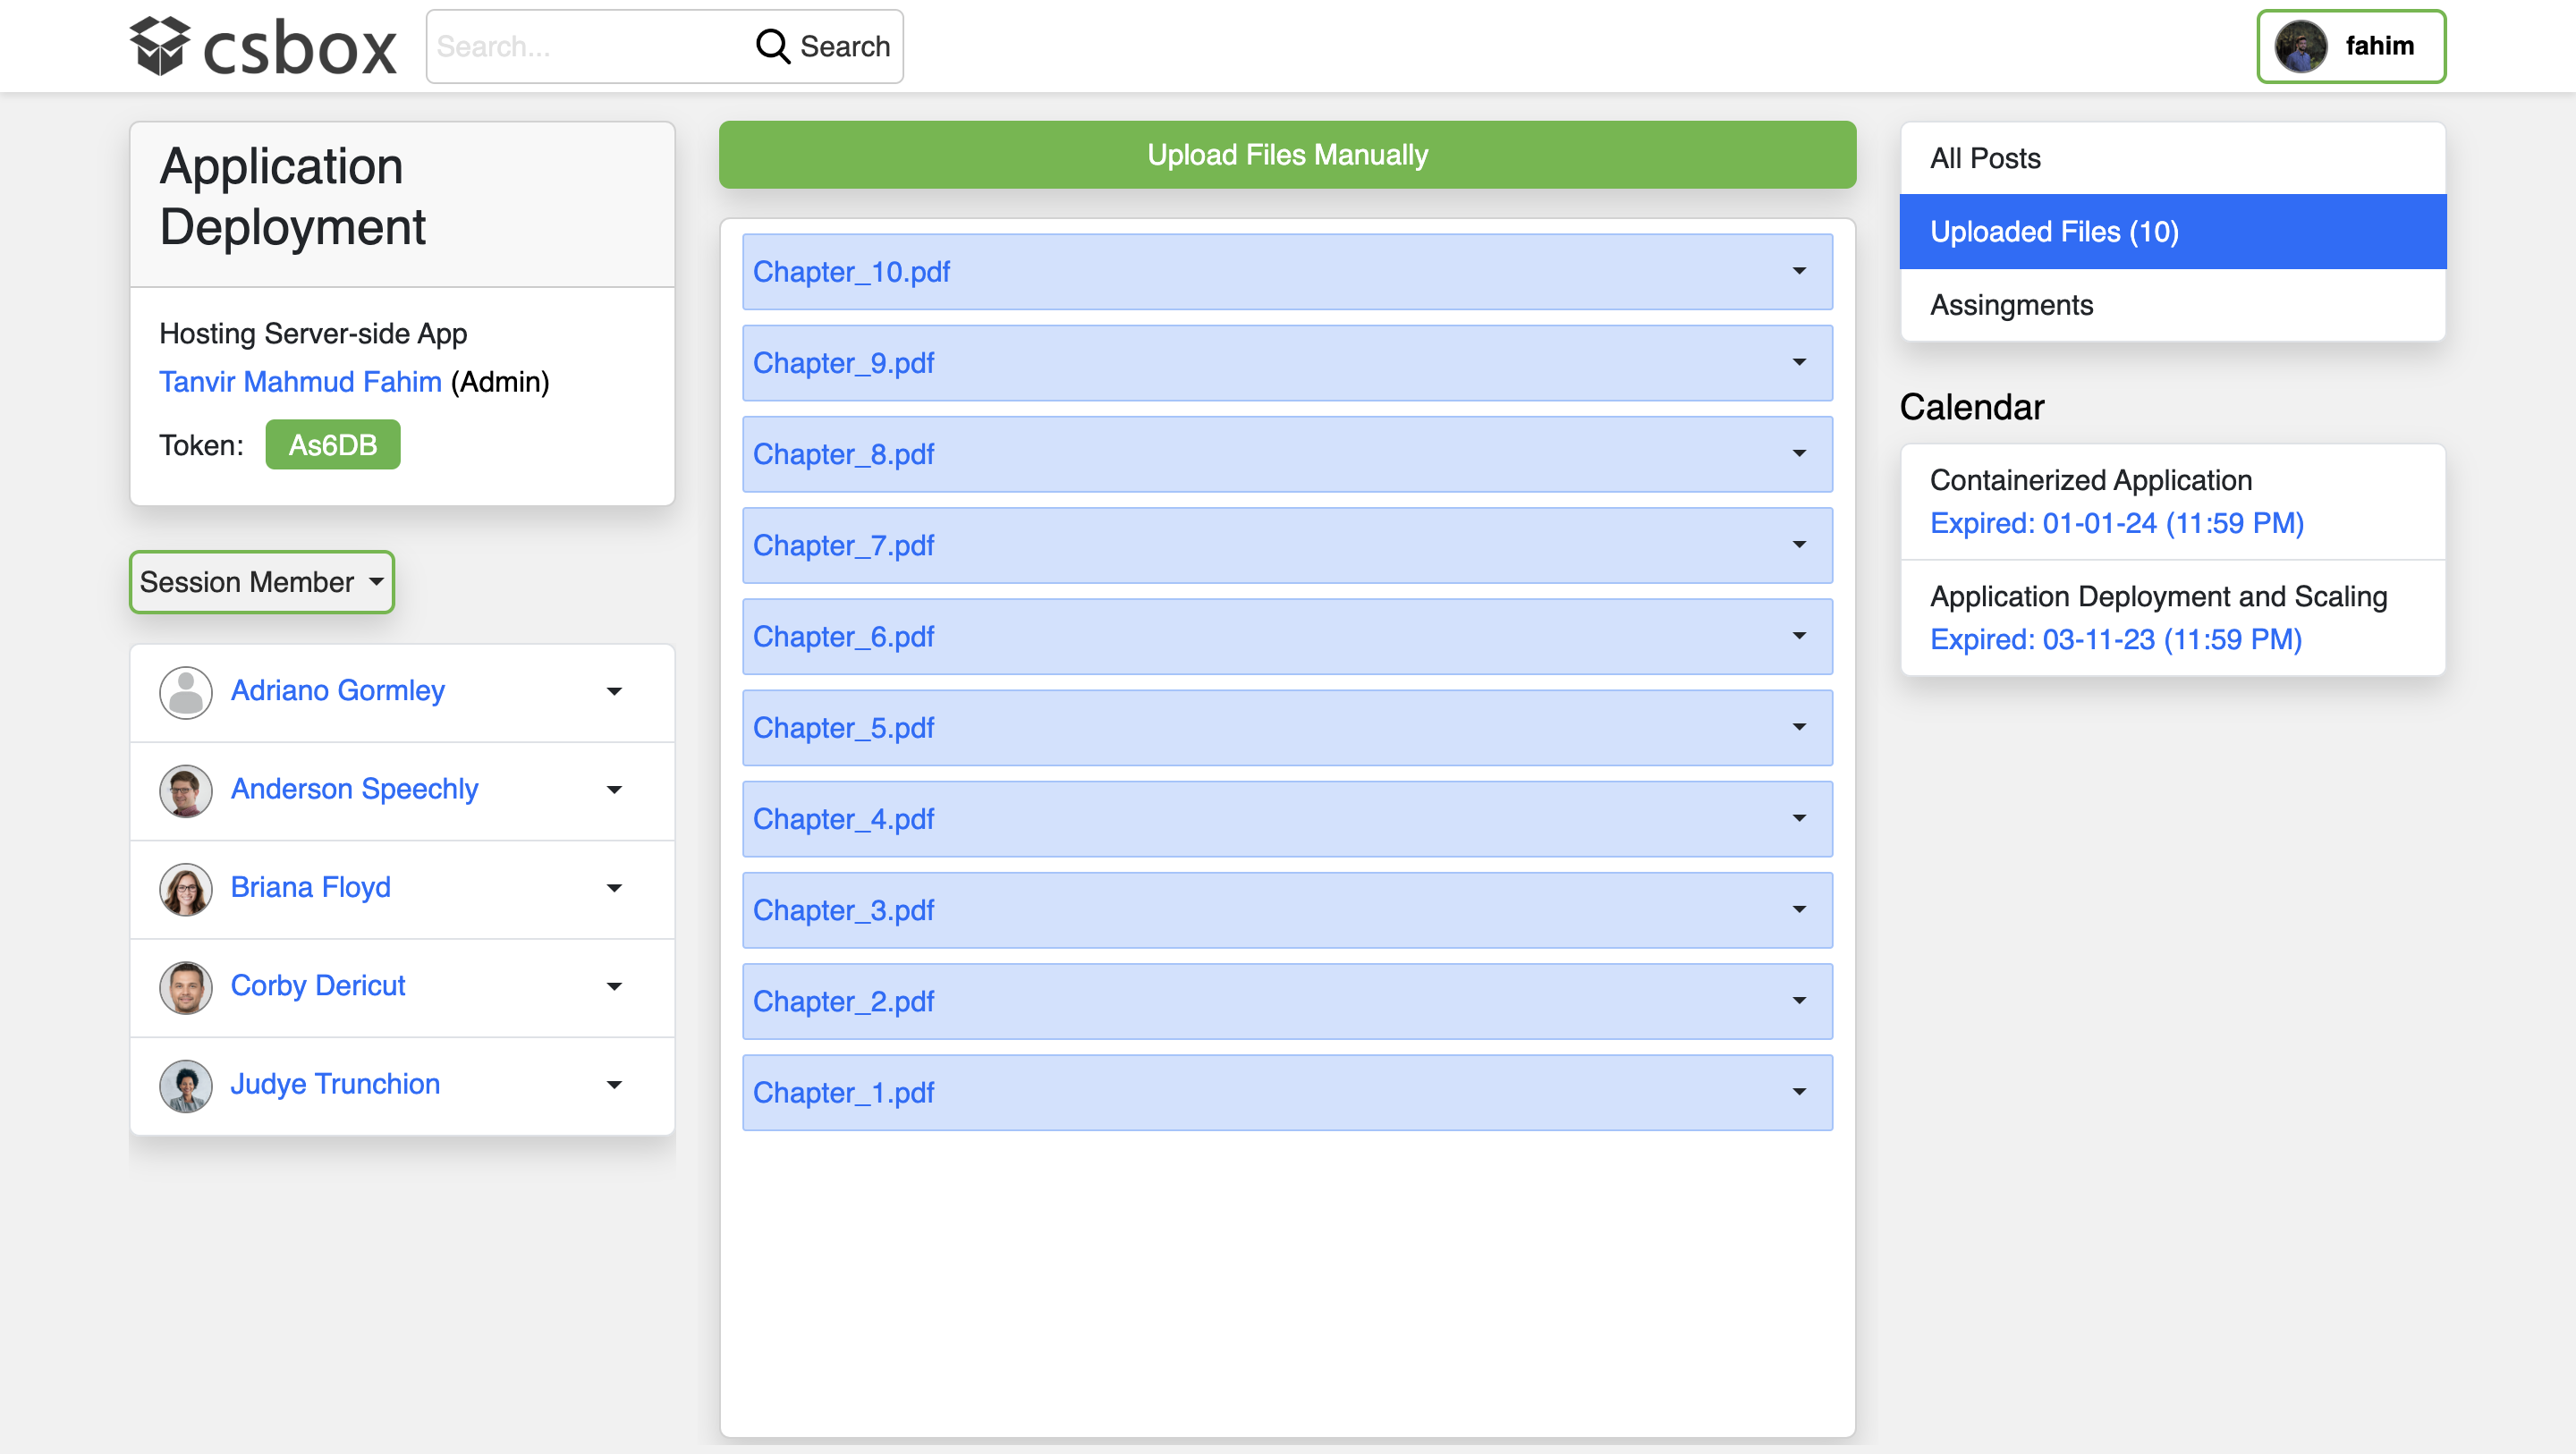 csbox
Search...
Search
fahim
Application
Deployment
Hosting Server-side App
Tanvir Mahmud Fahim (Admin)
Token: As6DB
Session Member
Adriano Gormley
Anderson Speechly
Briana Floyd
Corby Dericut
Judye Trunchion
Upload Files Manually
Chapter_10.pdf
Chapter_9.pdf
Chapter_8.pdf
Chapter_7.pdf
Chapter_6.pdf
Chapter_5.pdf
Chapter_4.pdf
Chapter_3.pdf
Chapter_2.pdf
Chapter_1.pdf
All Posts
Uploaded Files (10)
Assingments
Calendar
Containerized Application
Expired: 01-01-24 (11:59 PM)
Application Deployment and Scaling
Expired: 03-11-23 (11:59 PM)